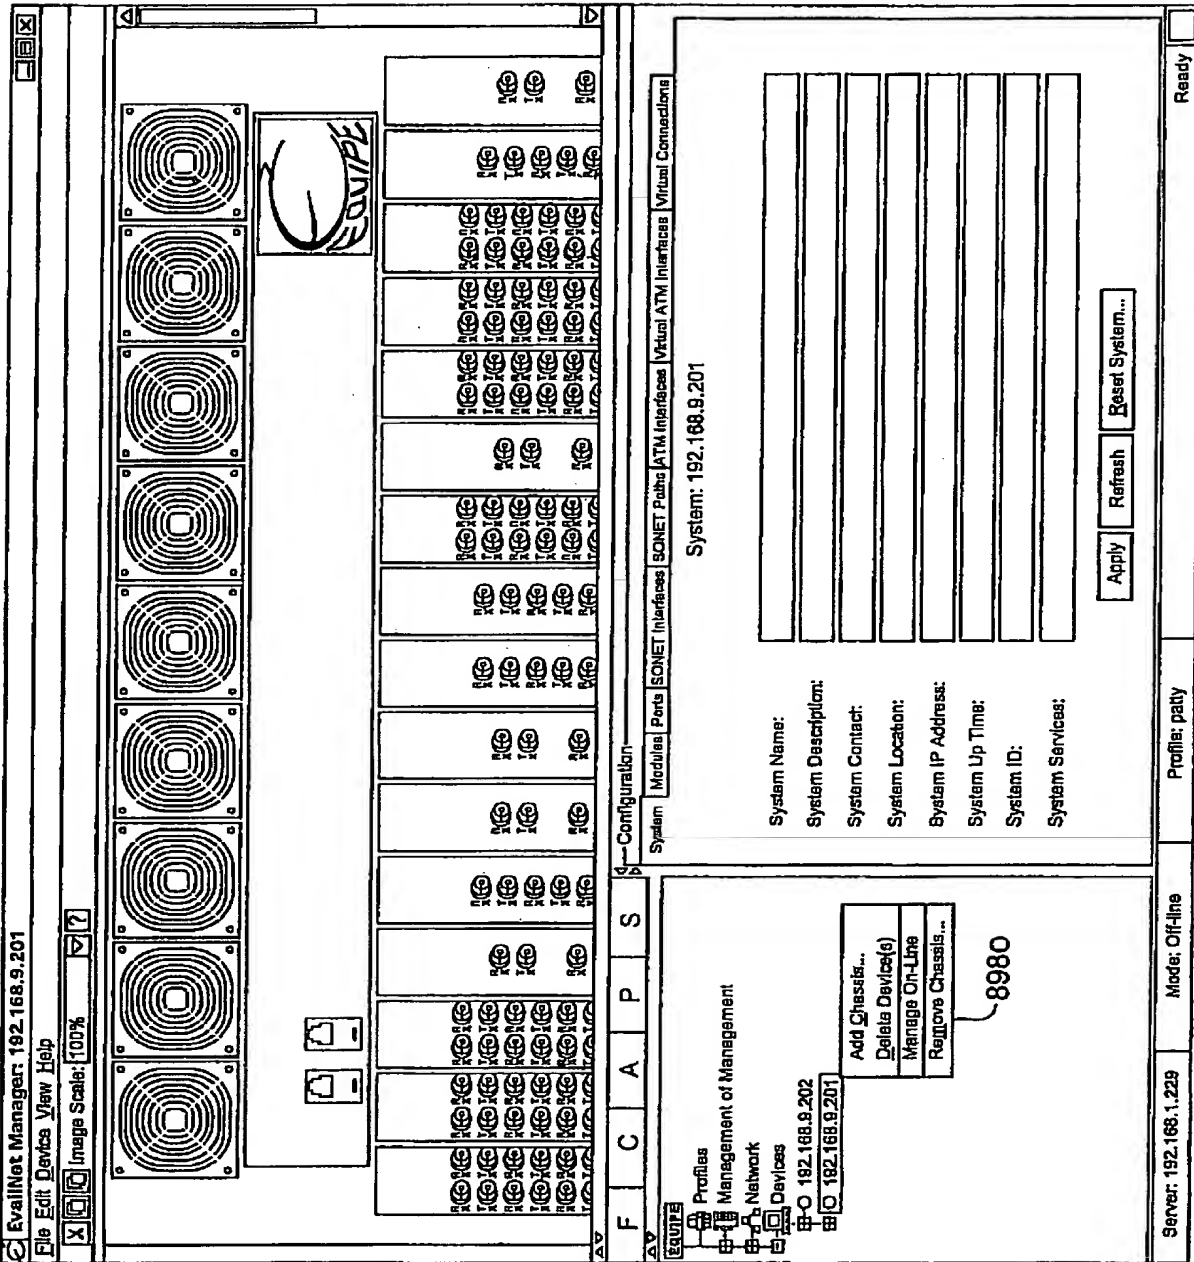 EvaliNet Manager: 192.168.9.201
File Edit Device View Help
Image Scale: 100% ?
EQUIPE
F C A P S
EQUIPE
Profiles
Management of Management
Network
Devices
192.168.9.202
192.168.9.201
Add Chassis...
Delete Device(s)
Manage On-Line
Remove Chassis...
8980
Configuration
System Modules Ports SONET Interfaces SONET Paths ATM Interfaces Virtual ATM Interfaces Virtual Connections
System: 192.168.9.201
System Name:
System Description:
System Contact:
System Location:
System IP Address:
System Up Time:
System ID:
System Services:
Apply Refresh Reset System...
Server: 192.168.1.229 Mode: Off-line Profile: patty Ready